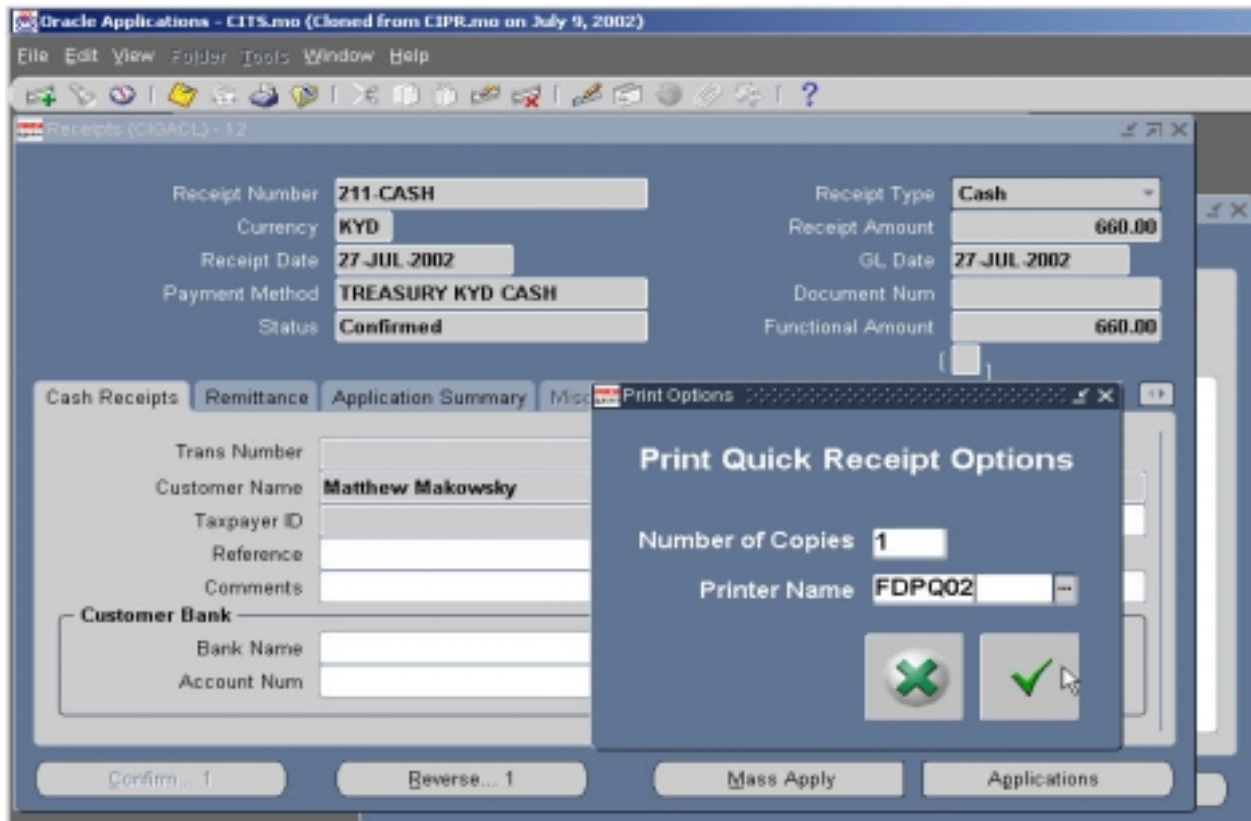 Oracle Applications - CITS.mo (Cloned from CIPR.mo on July 9, 2002)
File Edit View Folder Tools Window Help
Receipts (CIGACL) - 12
Receipt Number 211-CASH
Receipt Type Cash
Currency KYD
Receipt Amount 660.00
Receipt Date 27-JUL-2002
GL Date 27-JUL-2002
Payment Method TREASURY KYD CASH
Document Num
Status Confirmed
Functional Amount 660.00
[ ]
Cash Receipts Remittance Application Summary Misc
Print Options
Trans Number
Customer Name Matthew Makowsky
Taxpayer ID
Reference
Comments
Customer Bank
Bank Name
Account Num
Print Quick Receipt Options
Number of Copies 1
Printer Name FDPQ02 ...
Confirm... 1 Reverse... 1 Mass Apply Applications